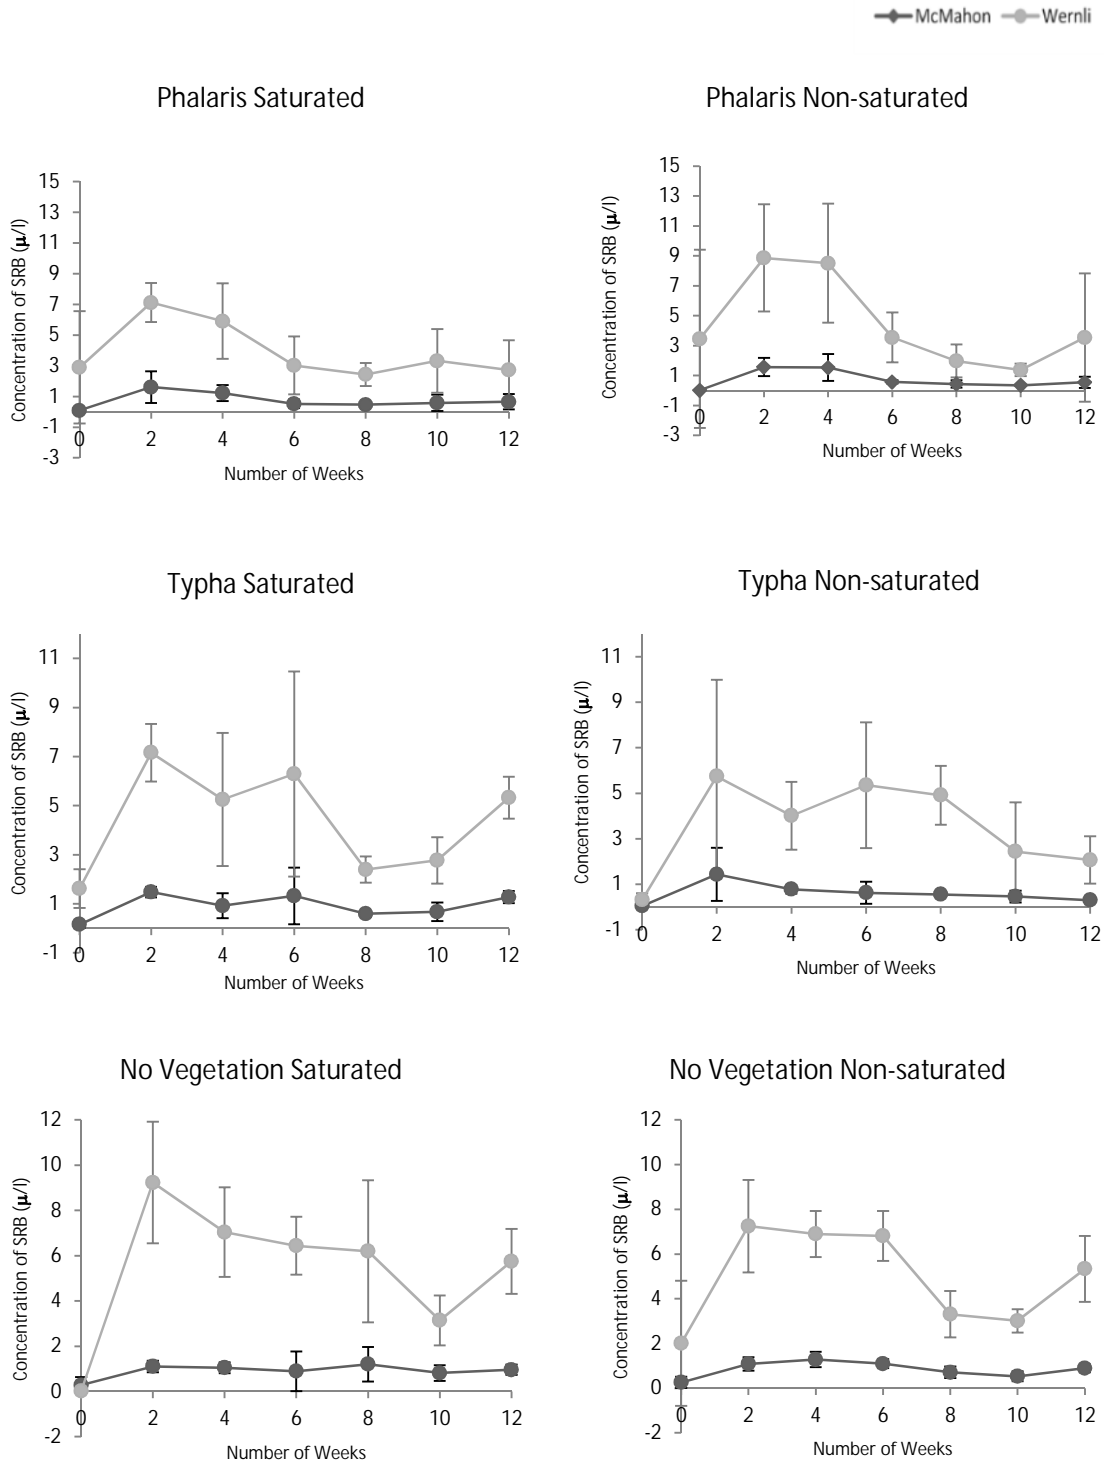 McMahon Wernli
Phalaris Saturated
15
13
11
9
7
5
3
1
-1
-3
Concentration of SRB (µ/l)
0 2 4 6 8 10 12
Number of Weeks
Phalaris Non-saturated
15
13
11
9
7
5
3
1
-1
-3
Concentration of SRB (µ/l)
0 2 4 6 8 10 12
Number of Weeks
Typha Saturated
11
9
7
5
3
1
-1
Concentration of SRB (µ/l)
0 2 4 6 8 10 12
Number of Weeks
Typha Non-saturated
11
9
7
5
3
1
-1
Concentration of SRB (µ/l)
0 2 4 6 8 10 12
Number of Weeks
No Vegetation Saturated
12
10
8
6
4
2
0
-2
Concentration of SRB (µ/l)
0 2 4 6 8 10 12
Number of Weeks
No Vegetation Non-saturated
12
10
8
6
4
2
0
-2
Concentration of SRB (µ/l)
0 2 4 6 8 10 12
Number of Weeks